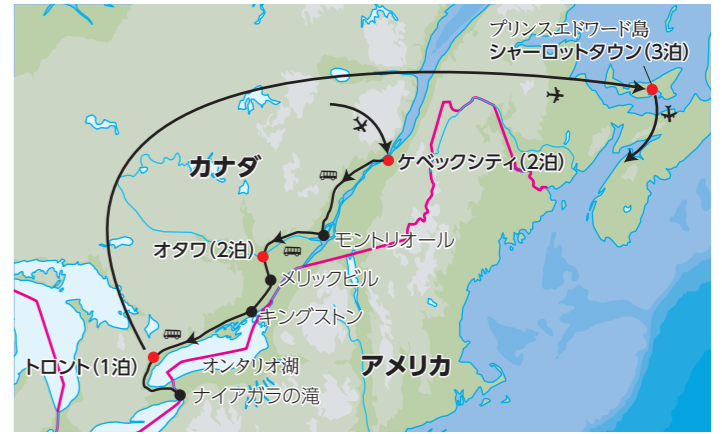 プリンスエドワード島
シャーロットタウン(3泊)
カナダ
ケベックシティ(2泊)
モントリオール
オタワ(2泊)
メリックビル
キングストン
トロント(1泊)
オンタリオ湖
アメリカ
ナイアガラの滝